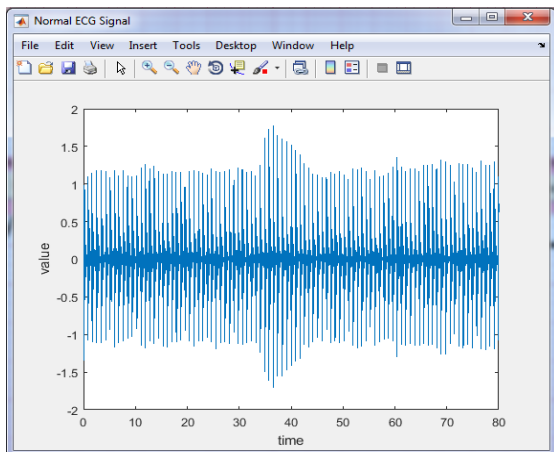 Normal ECG Signal
File Edit View Insert Tools Desktop Window Help
2
1.5
1
0.5
0
-0.5
-1
-1.5
-2
value
0 10 20 30 40 50 60 70 80
time